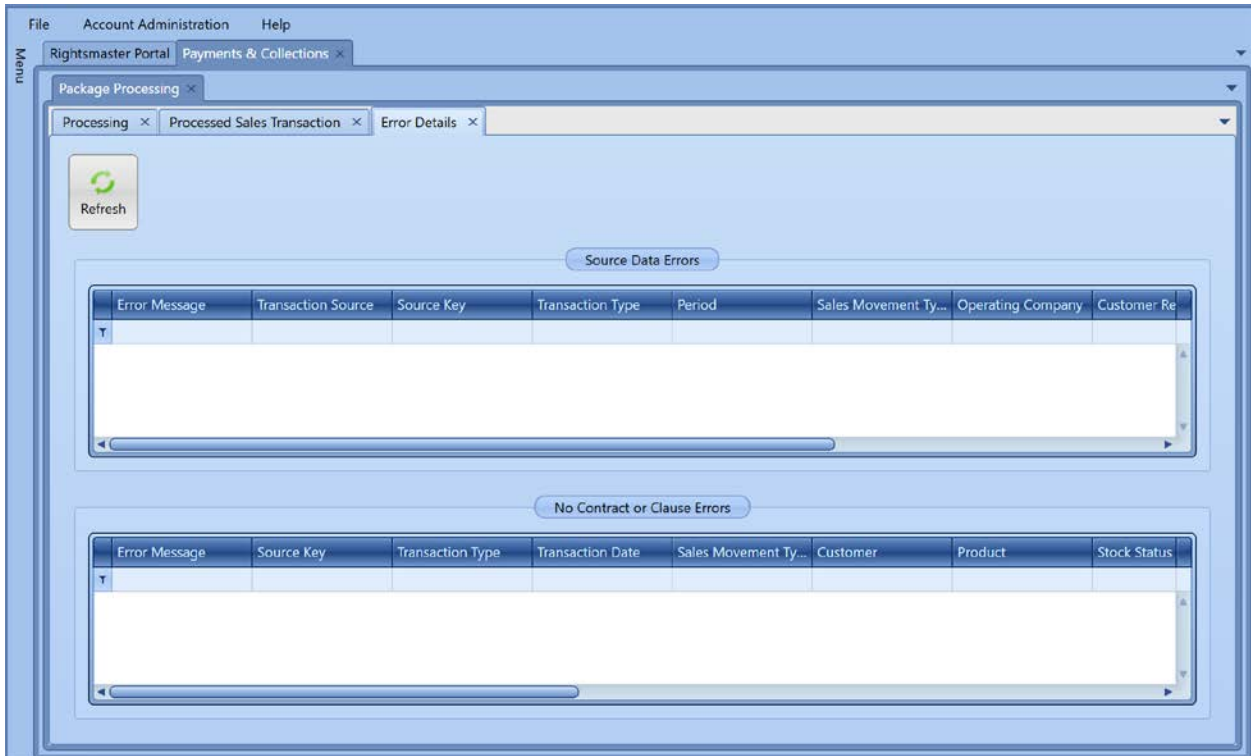 File Account Administration Help
Menu
Rightsmaster Portal Payments & Collections ×
Package Processing ×
Processing × Processed Sales Transaction × Error Details ×
Refresh
Source Data Errors
Error Message Transaction Source Source Key Transaction Type Period Sales Movement Ty... Operating Company Customer Re
No Contract or Clause Errors
Error Message Source Key Transaction Type Transaction Date Sales Movement Ty... Customer Product Stock Status